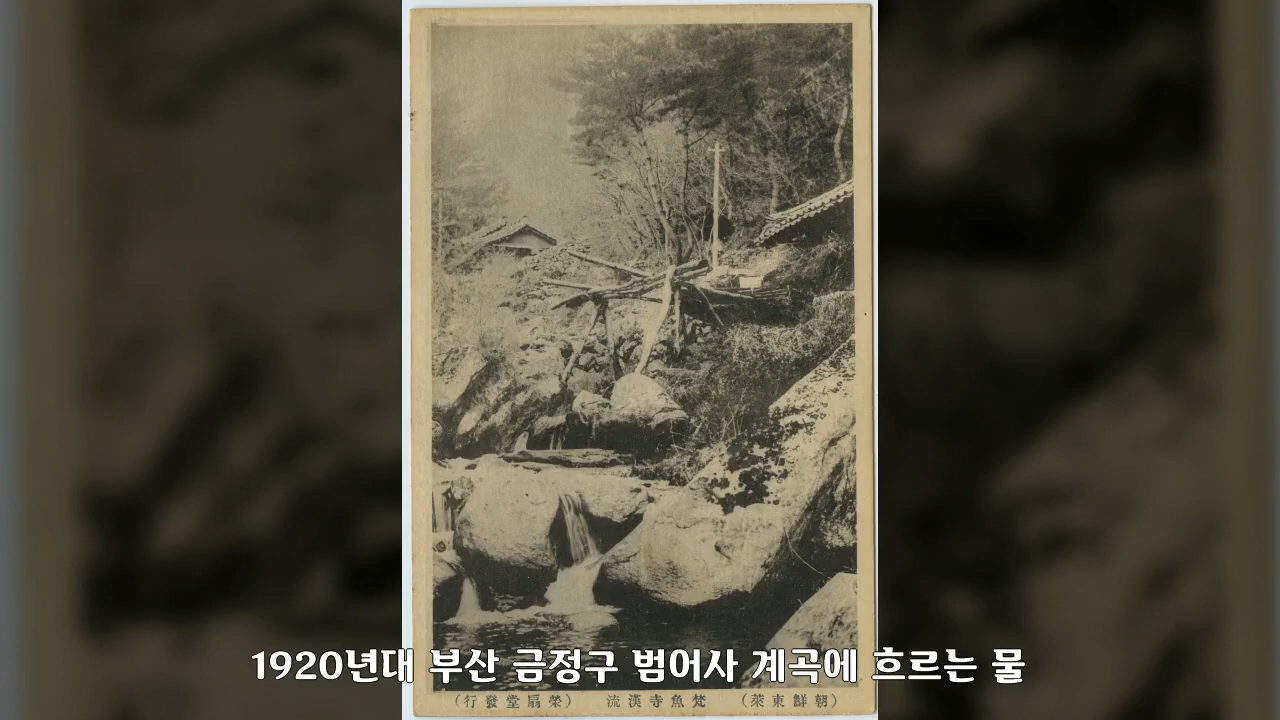 1920년대 부산 금정구 범어사 계곡에 흐르는 물
(朝鮮東萊) 梵魚寺溪流 (榮扇堂發行)